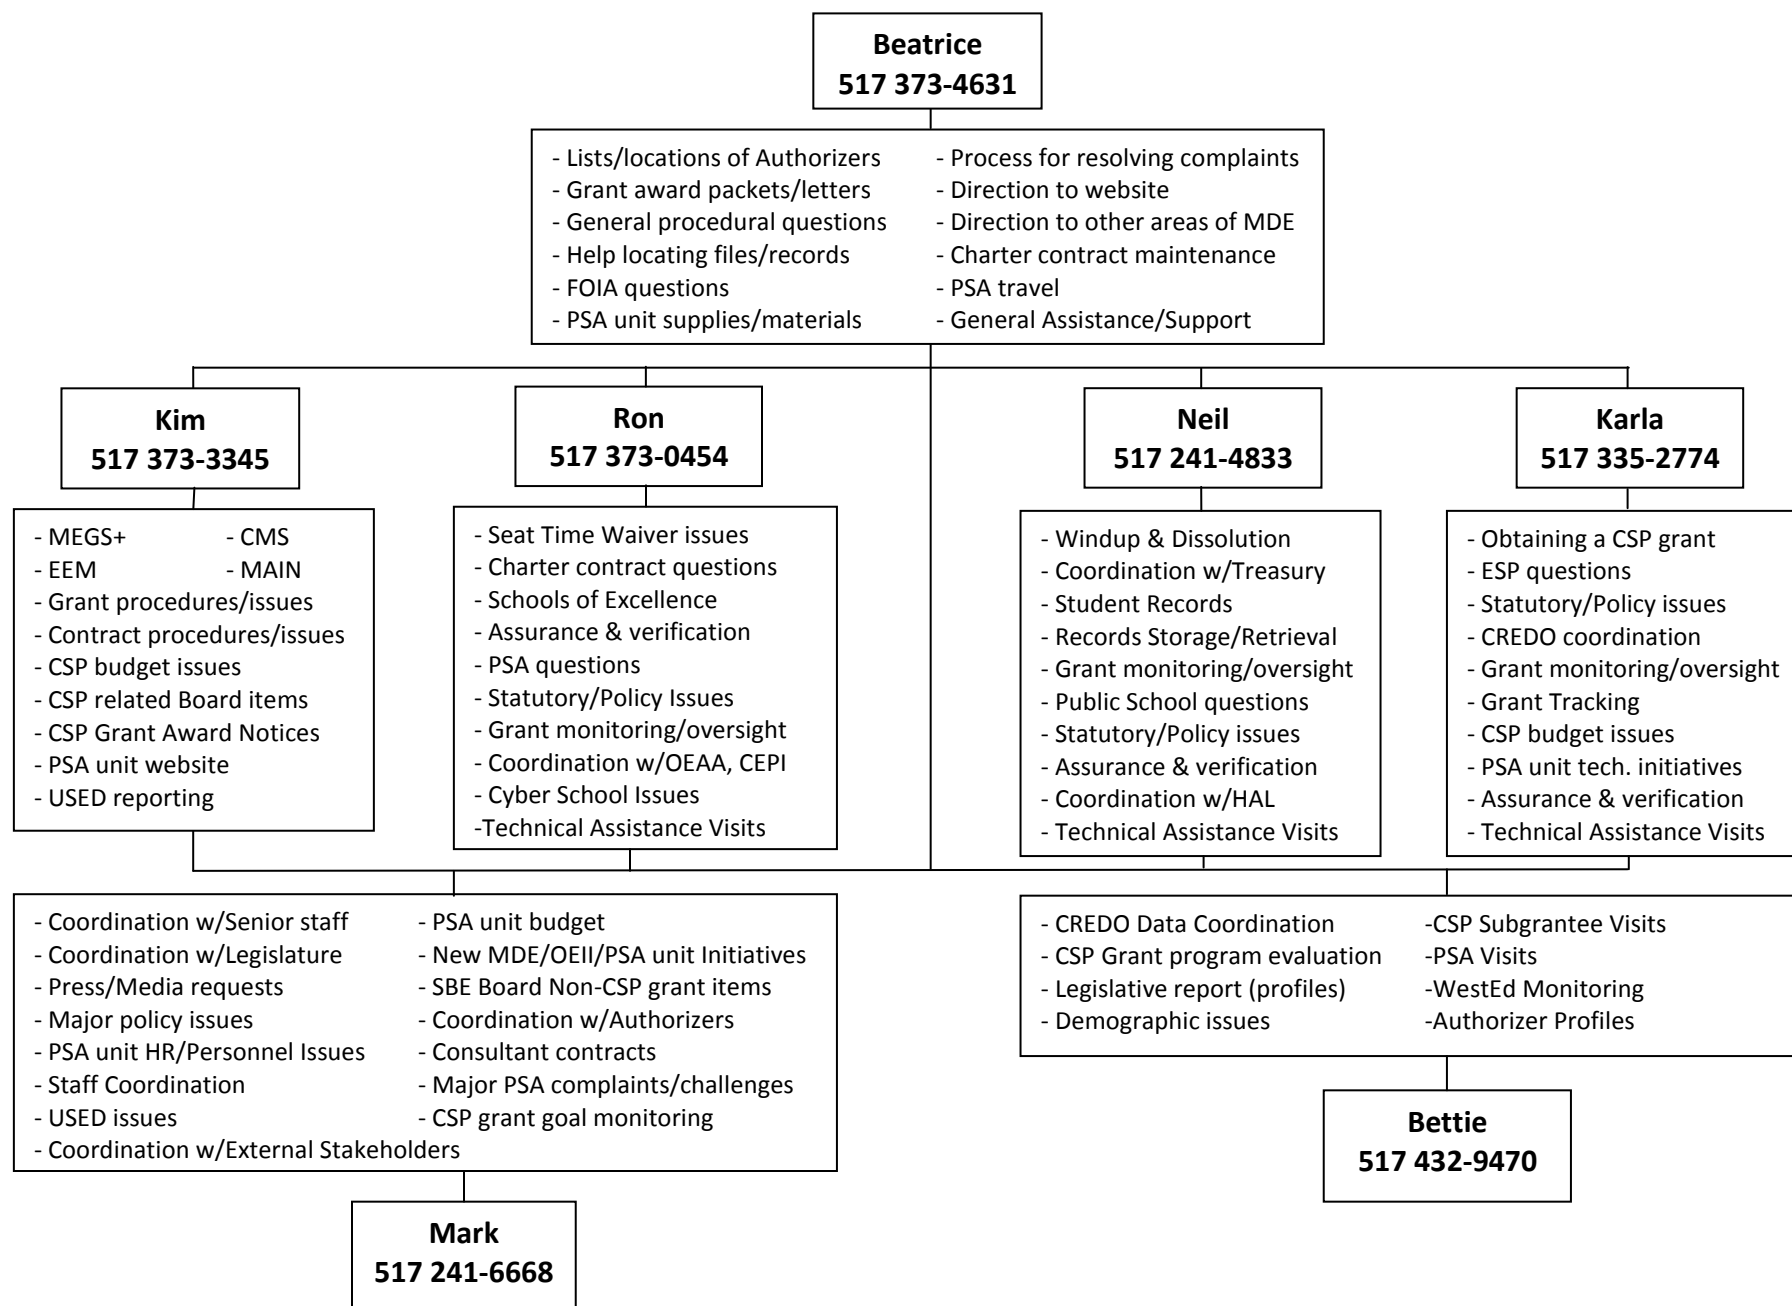 Beatrice
517 373-4631
- Lists/locations of Authorizers
- Grant award packets/letters
- General procedural questions
- Help locating files/records
- FOIA questions
- PSA unit supplies/materials
- Process for resolving complaints
- Direction to website
- Direction to other areas of MDE
- Charter contract maintenance
- PSA travel
- General Assistance/Support
Kim
517 373-3345
- MEGS+ - CMS
- EEM - MAIN
- Grant procedures/issues
- Contract procedures/issues
- CSP budget issues
- CSP related Board items
- CSP Grant Award Notices
- PSA unit website
- USED reporting
Ron
517 373-0454
- Seat Time Waiver issues
- Charter contract questions
- Schools of Excellence
- Assurance & verification
- PSA questions
- Statutory/Policy Issues
- Grant monitoring/oversight
- Coordination w/OEAA, CEPI
- Cyber School Issues
-Technical Assistance Visits
Neil
517 241-4833
- Windup & Dissolution
- Coordination w/Treasury
- Student Records
- Records Storage/Retrieval
- Grant monitoring/oversight
- Public School questions
- Statutory/Policy issues
- Assurance & verification
- Coordination w/HAL
- Technical Assistance Visits
Karla
517 335-2774
- Obtaining a CSP grant
- ESP questions
- Statutory/Policy issues
- CREDO coordination
- Grant monitoring/oversight
- Grant Tracking
- CSP budget issues
- PSA unit tech. initiatives
- Assurance & verification
- Technical Assistance Visits
- Coordination w/Senior staff
- Coordination w/Legislature
- Press/Media requests
- Major policy issues
- PSA unit HR/Personnel Issues
- Staff Coordination
- USED issues
- Coordination w/External Stakeholders
- PSA unit budget
- New MDE/OEII/PSA unit Initiatives
- SBE Board Non-CSP grant items
- Coordination w/Authorizers
- Consultant contracts
- Major PSA complaints/challenges
- CSP grant goal monitoring
Mark
517 241-6668
- CREDO Data Coordination
- CSP Grant program evaluation
- Legislative report (profiles)
- Demographic issues
-CSP Subgrantee Visits
-PSA Visits
-WestEd Monitoring
-Authorizer Profiles
Bettie
517 432-9470